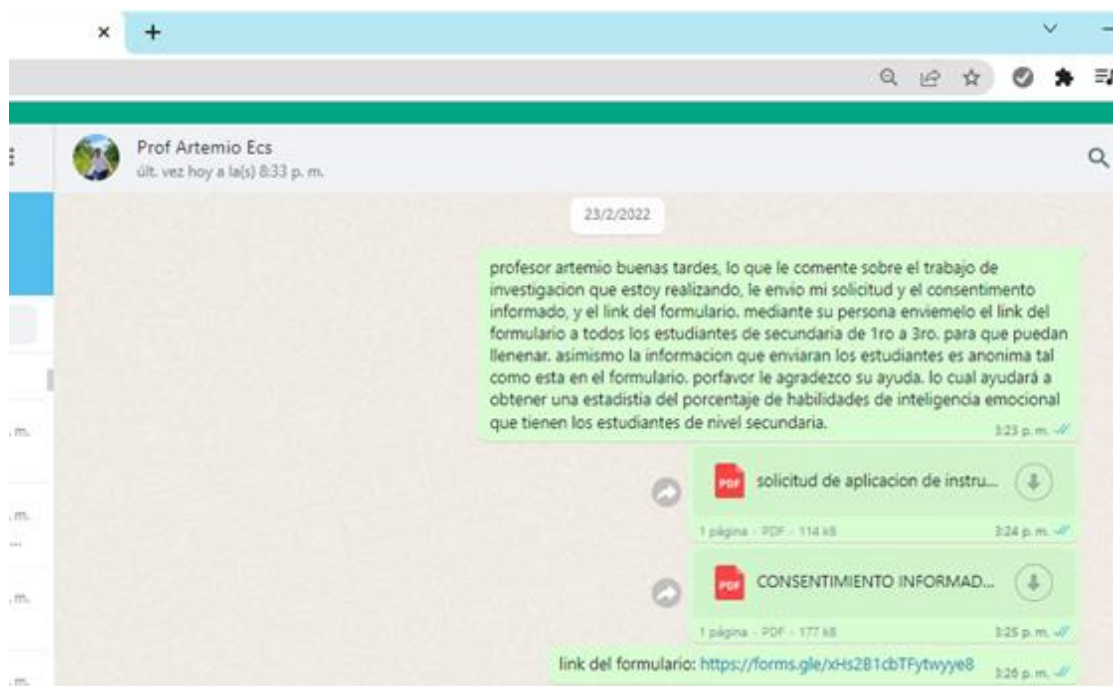 Prof Artemio Ecs
últ. vez hoy a la(s) 8:33 p. m.
23/2/2022
profesor artemio buenas tardes, lo que le comente sobre el trabajo de
investigacion que estoy realizando, le envio mi solicitud y el consentimento
informado, y el link del formulario. mediante su persona enviemelo el link del
formulario a todos los estudiantes de secundaria de 1ro a 3ro. para que puedan
llenenar. asimismo la informacion que enviaran los estudiantes es anonima tal
como esta en el formulario. porfavor le agradezco su ayuda. lo cual ayudará a
obtener una estadistia del porcentaje de habilidades de inteligencia emocional
que tienen los estudiantes de nivel secundaria.
3:23 p. m.
PDF solicitud de aplicacion de instru...
1 página - PDF - 114 kB 3:24 p. m.
PDF CONSENTIMIENTO INFORMAD...
1 página - PDF - 177 kB 3:25 p. m.
link del formulario: https://forms.gle/xHs2B1cbTFytwyye8 3:26 p. m.
. m.
. m.
...
. m.
. m.